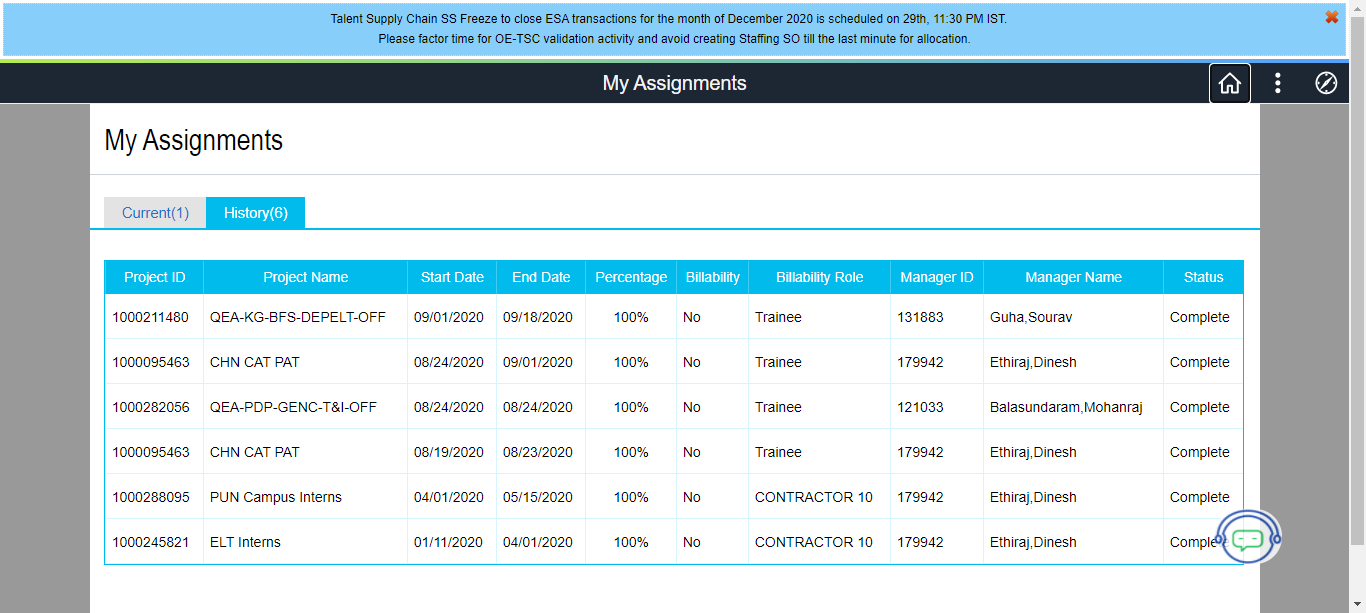 Talent Supply Chain SS Freeze to close ESA transactions for the month of December 2020 is scheduled on 29th, 11:30 PM IST.
Please factor time for OE-TSC validation activity and avoid creating Staffing SO till the last minute for allocation.
My Assignments
My Assignments
Current(1) History(6)
Project ID Project Name Start Date End Date Percentage Billability Billability Role Manager ID Manager Name Status
1000211480 QEA-KG-BFS-DEPELT-OFF 09/01/2020 09/18/2020 100% No Trainee 131883 Guha,Sourav Complete
1000095463 CHN CAT PAT 08/24/2020 09/01/2020 100% No Trainee 179942 Ethiraj,Dinesh Complete
1000282056 QEA-PDP-GENC-T&I-OFF 08/24/2020 08/24/2020 100% No Trainee 121033 Balasundaram,Mohanraj Complete
1000095463 CHN CAT PAT 08/19/2020 08/23/2020 100% No Trainee 179942 Ethiraj,Dinesh Complete
1000288095 PUN Campus Interns 04/01/2020 05/15/2020 100% No CONTRACTOR 10 179942 Ethiraj,Dinesh Complete
1000245821 ELT Interns 01/11/2020 04/01/2020 100% No CONTRACTOR 10 179942 Ethiraj,Dinesh Comple